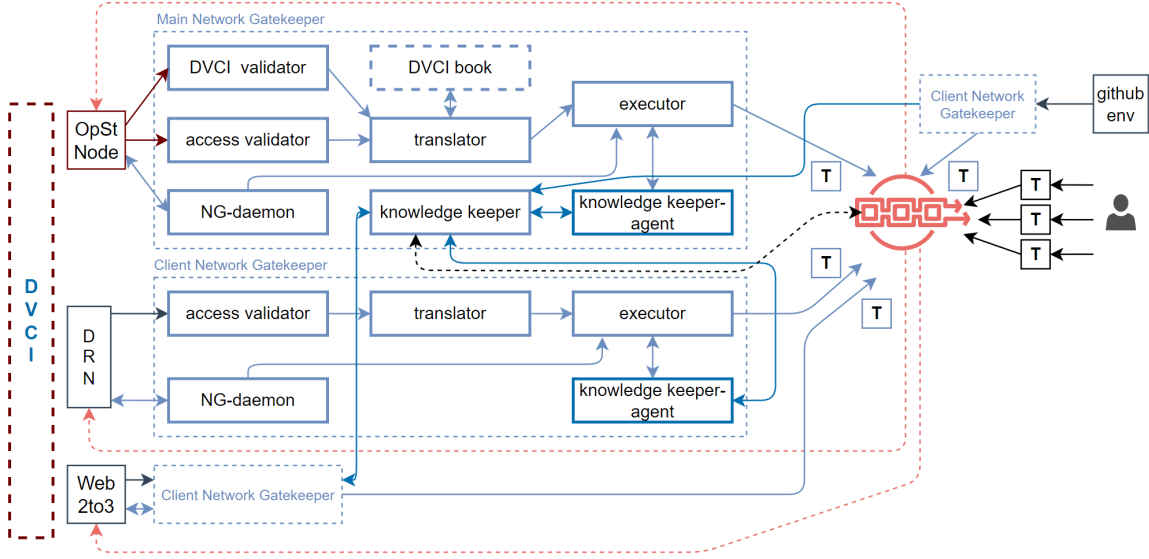 Main Network Gatekeeper
DVCI validator
DVCI book
executor
Client Network
Gatekeeper
github
env
OpSt
Node
access validator
translator
T
T
T
NG-daemon
knowledge keeper
knowledge keeper-
agent
T
T
Client Network Gatekeeper
T
D
V
C
I
D
R
N
access validator
translator
executor
T
NG-daemon
knowledge keeper-
agent
Web
2to3
Client Network Gatekeeper